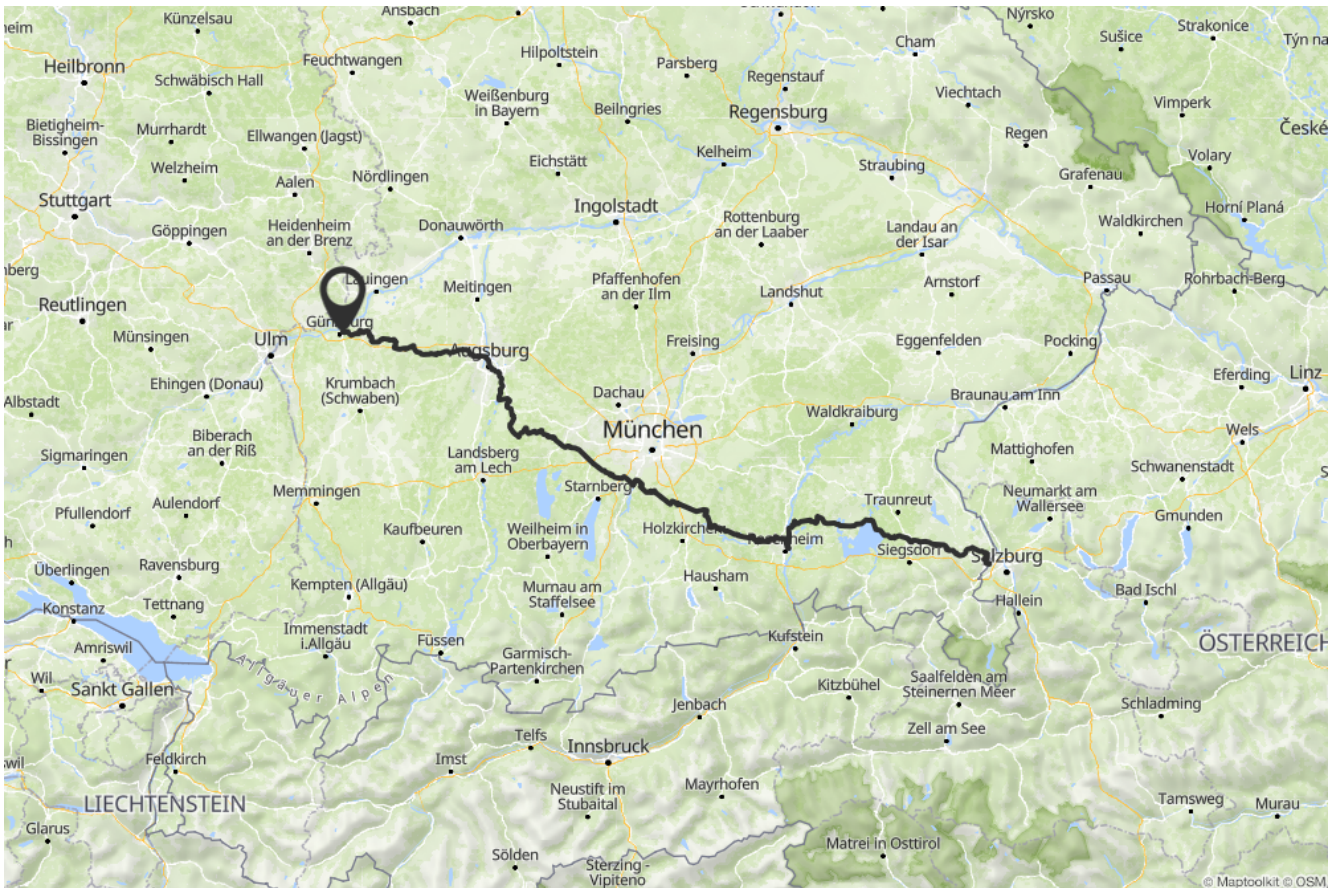 Ansbach
Nýrsko
Künzelsau
Sušice
Strakonice
Týn na
heim
Hilpoltstein
Cham
Feuchtwangen
Parsberg
Heilbronn
Schwäbisch Hall
Regenstauf
Viechtach
Vimperk
Weißenburg
in Bayern
Beilngries
Regensburg
České
Bietigheim-
Bissingen
Murrhardt
Ellwangen (Jagst)
Regen
Volary
Welzheim
Eichstätt
Kelheim
Straubing
Grafenau
Aalen
Nördlingen
Stuttgart
Ingolstadt
Horní Planá
Göppingen
Heidenheim
an der Brenz
Donauwörth
Rottenburg
an der Laaber
Landau an
der Isar
Waldkirchen
nberg
Lauingen
Meitingen
Pfaffenhofen
an der Ilm
Landshut
Arnstorf
Passau
Rohrbach-Berg
Reutlingen
Münsingen
Ulm
Augsburg
Freising
Eggenfelden
Pocking
Ehingen (Donau)
Krumbach
(Schwaben)
Dachau
Eferding
Linz
Albstadt
Waldkraiburg
Braunau am Inn
München
Biberach
an der Riß
Wels
Sigmaringen
Landsberg
am Lech
Mattighofen
Schwanenstadt
Aulendorf
Memmingen
Starnberg
Traunreut
Neumarkt am
Wallersee
Pfullendorf
Kaufbeuren
Weilheim in
Oberbayern
Gmunden
Siegsdorf
Salzburg
Überlingen
Ravensburg
Kempten (Allgäu)
Hausham
Bad Ischl
Konstanz
Tettnang
Murnau am
Staffelsee
Hallein
Immenstadt
i.Allgäu
Füssen
Kufstein
ÖSTERREICH
Amriswil
Garmisch-
Partenkirchen
Wil
Allgäuer Alpen
Sankt Gallen
Kitzbühel
Saalfelden am
Steinernen Meer
Schladming
Jenbach
Zell am See
Telfs
Innsbruck
Feldkirch
Imst
wil
Mayrhofen
LIECHTENSTEIN
Neustift im
Stubaital
Tamsweg
Murau
Glarus
Matrei in Osttirol
Sölden
Sterzing -
Vipiteno
© Maptoolkit © OSM